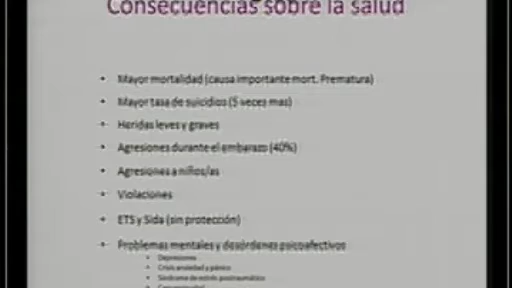 Consecuencias sobre la salud
Mayor mortalidad (causa importante mort. Prematura)
Mayor tasa de suicidios (5 veces mas)
Heridas leves y graves
Agresiones durante el embarazo (40%)
Agresiones a niños/as
Violaciones
ETS y Sida (sin protección)
Problemas mentales y desórdenes psicoafectivos
Depresiones
Crisis ansiedad y pánico
Síndrome de estrés postraumático